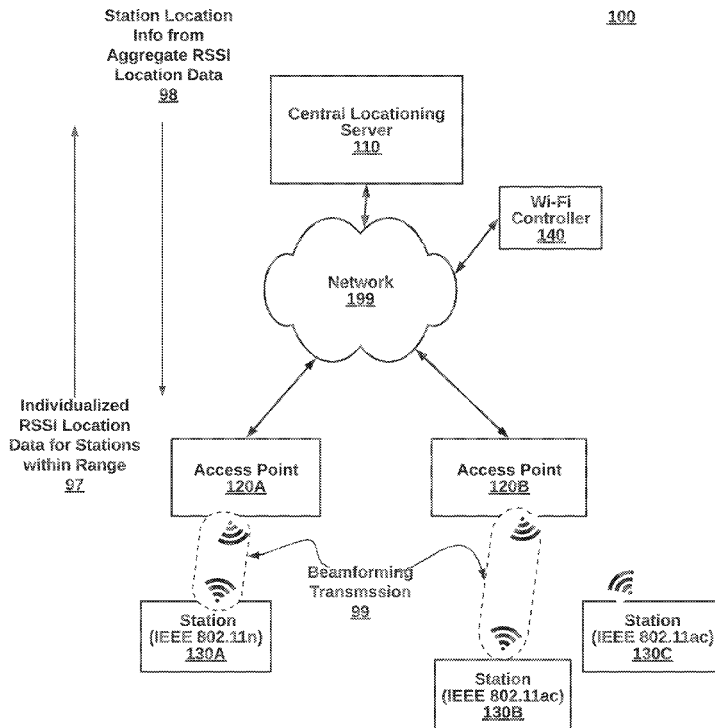 100
Station Location
Info from
Aggregate RSSI
Location Data
98
Central Locationing
Server
110
Wi-Fi
Controller
140
Network
199
Individualized
RSSI Location
Data for Stations
within Range
97
Access Point
120A
Access Point
120B
Beamforming
Transmssion
99
Station
(IEEE 802.11n)
130A
Station
(IEEE 802.11ac)
130B
Station
(IEEE 802.11ac)
130C